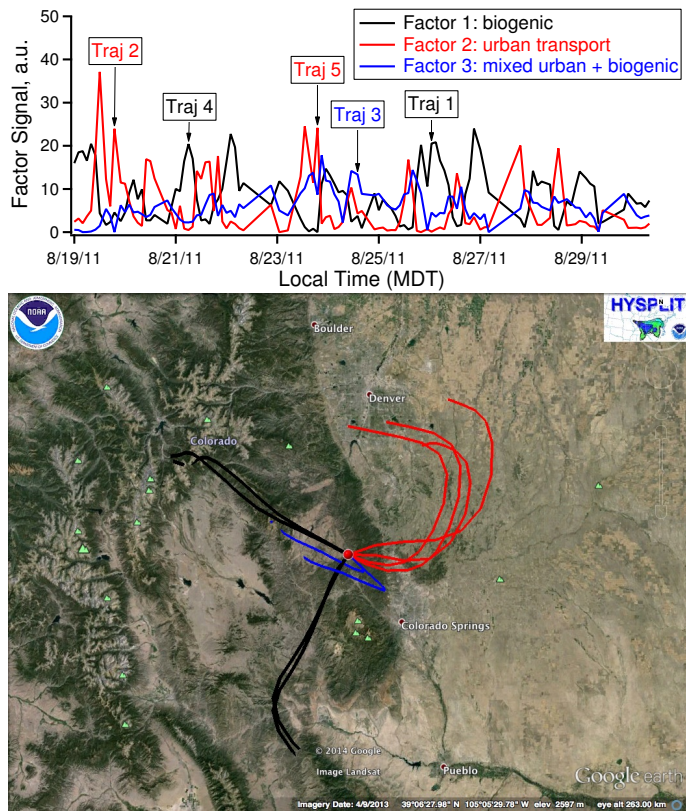 50
40
30
20
10
0
Factor Signal, a.u.
Factor 1: biogenic
Factor 2: urban transport
Factor 3: mixed urban + biogenic
Traj 2
Traj 4
Traj 5
Traj 3
Traj 1
8/19/11 8/21/11 8/23/11 8/25/11 8/27/11 8/29/11
Local Time (MDT)
NOAA
HYSPLIT
N
Boulder
Denver
Colorado
Colorado Springs
© 2014 Google
Image Landsat
Pueblo
Google earth
Imagery Date: 4/9/2013 39°06'27.98" N 105°05'29.78" W elev 2597 m eye alt 263.00 km